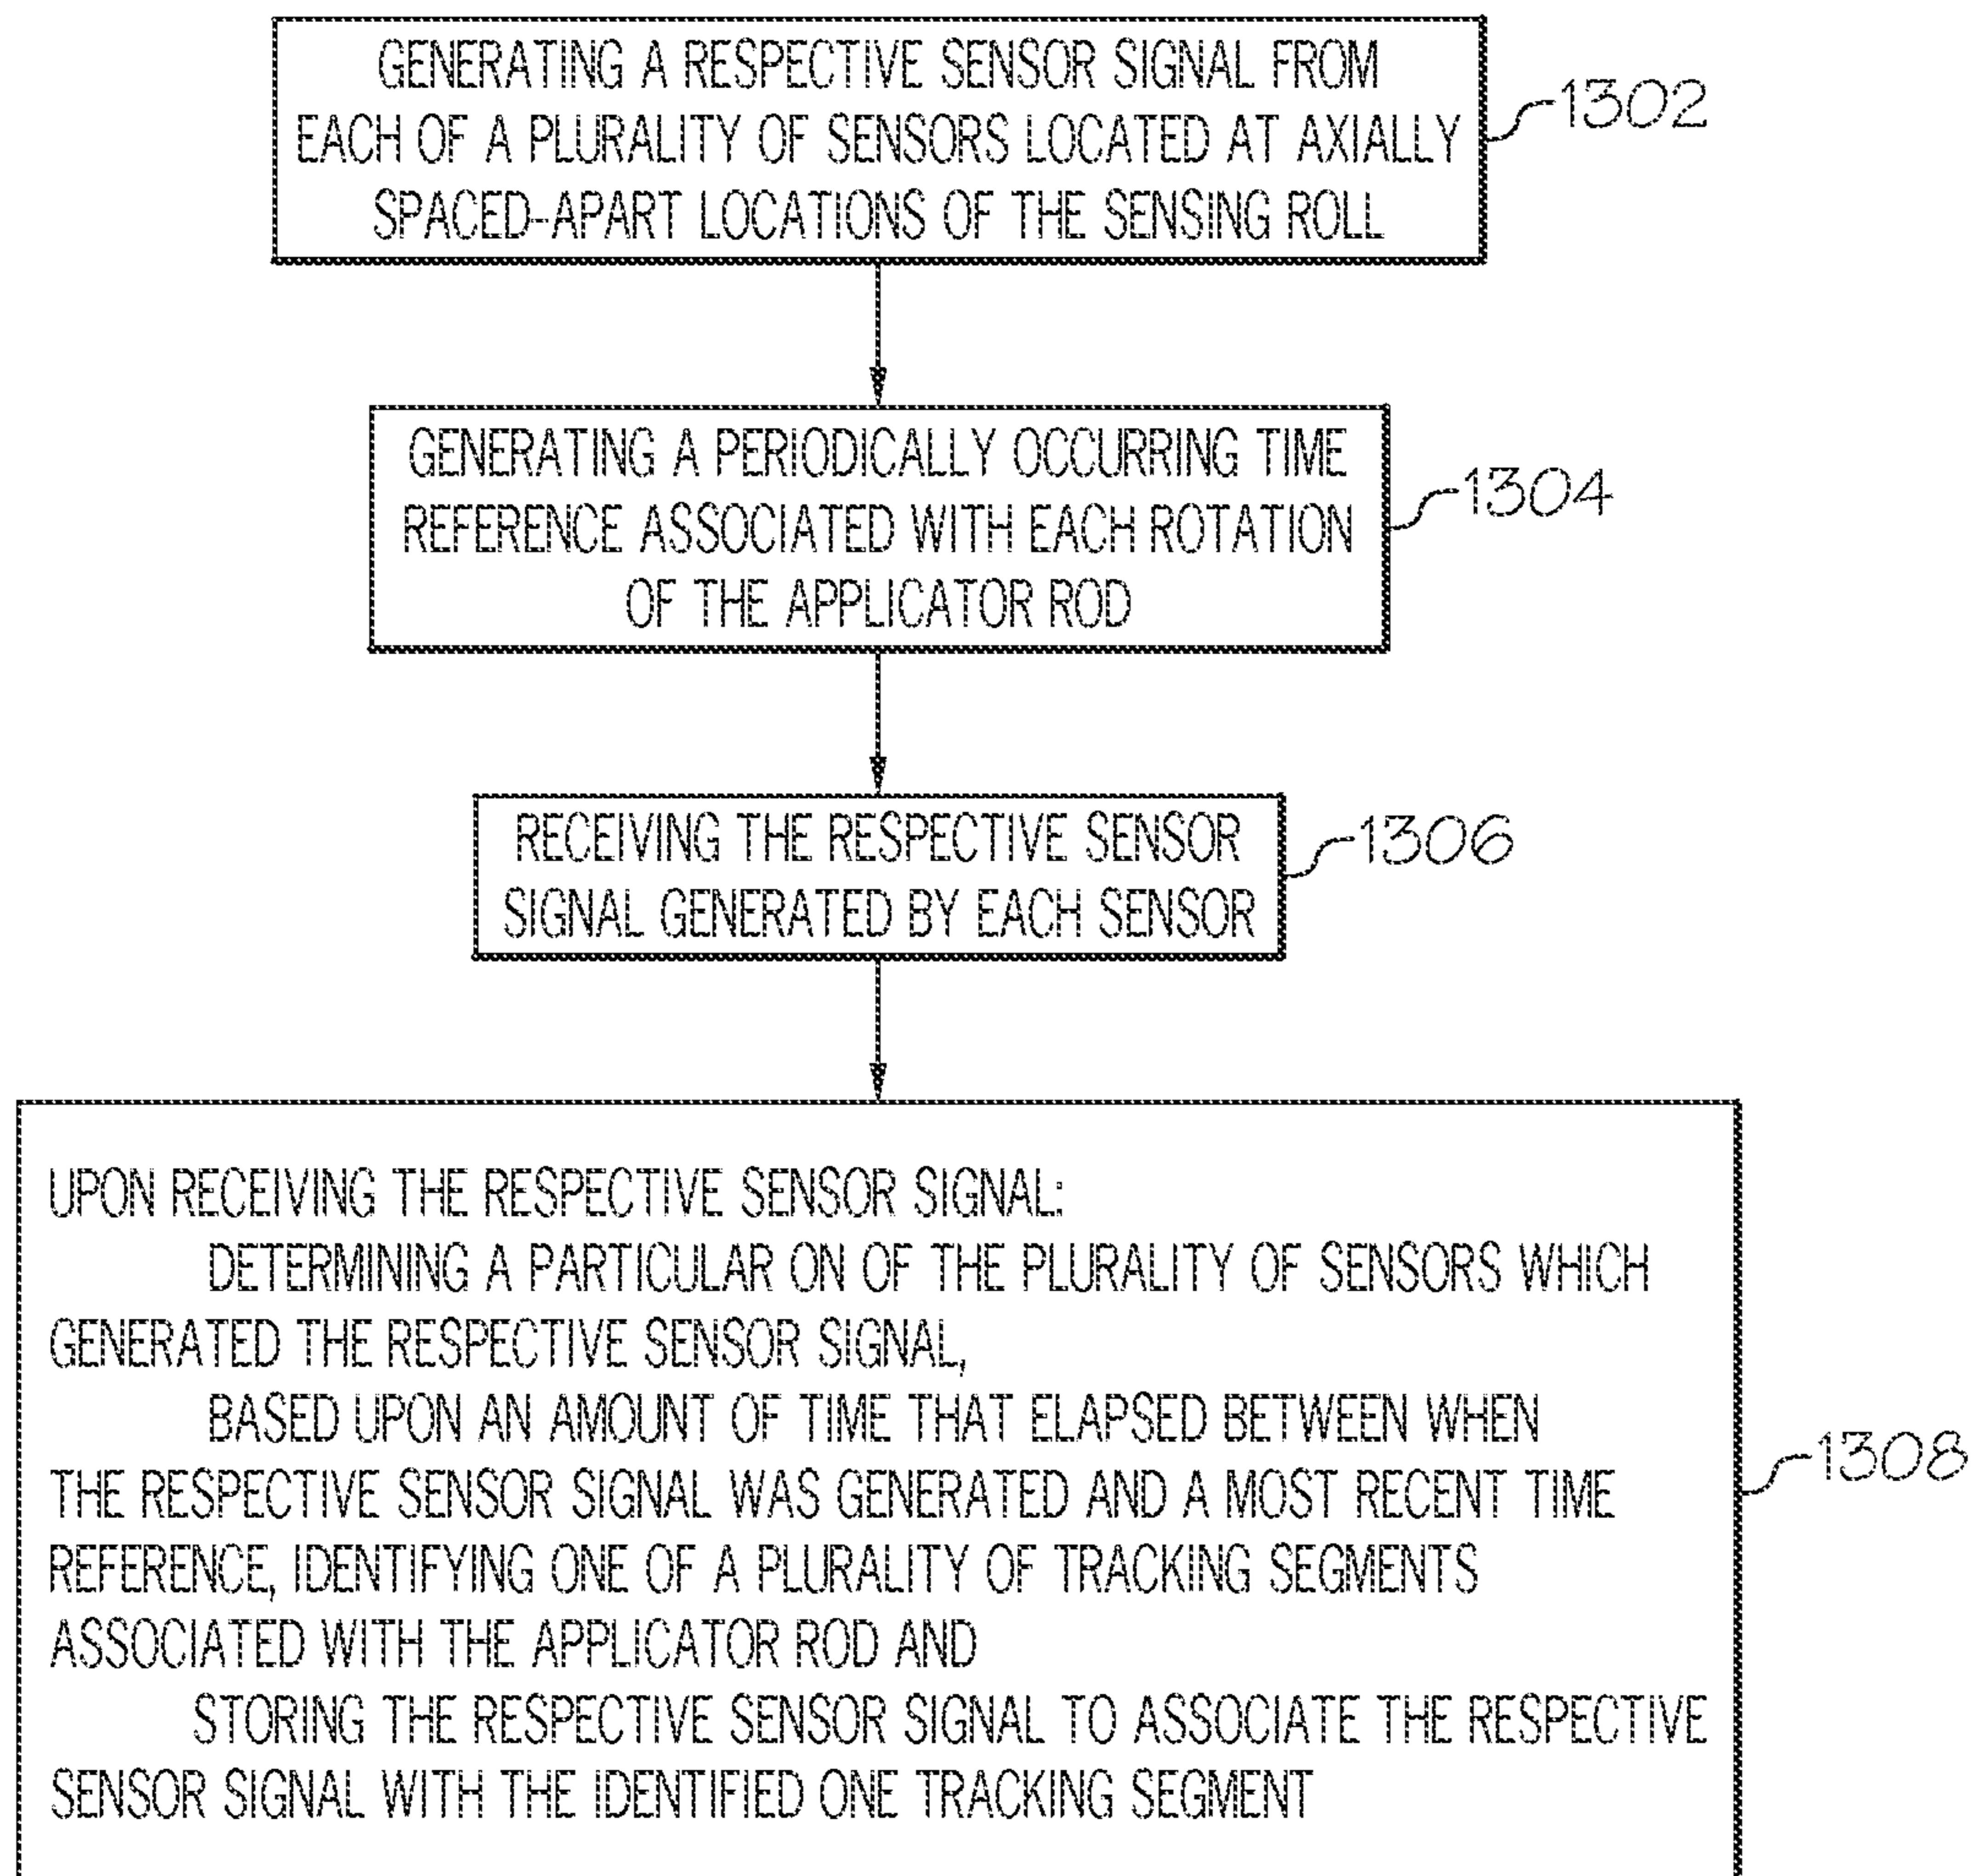 GENERATING A RESPECTIVE SENSOR SIGNAL FROM
EACH OF A PLURALITY OF SENSORS LOCATED AT AXIALLY
SPACED-APART LOCATIONS OF THE SENSING ROLL
1302
GENERATING A PERIODICALLY OCCURRING TIME
REFERENCE ASSOCIATED WITH EACH ROTATION
OF THE APPLICATOR ROD
1304
RECEIVING THE RESPECTIVE SENSOR
SIGNAL GENERATED BY EACH SENSOR
1306
UPON RECEIVING THE RESPECTIVE SENSOR SIGNAL:
DETERMINING A PARTICULAR ON OF THE PLURALITY OF SENSORS WHICH
GENERATED THE RESPECTIVE SENSOR SIGNAL,
BASED UPON AN AMOUNT OF TIME THAT ELAPSED BETWEEN WHEN
THE RESPECTIVE SENSOR SIGNAL WAS GENERATED AND A MOST RECENT TIME
REFERENCE, IDENTIFYING ONE OF A PLURALITY OF TRACKING SEGMENTS
ASSOCIATED WITH THE APPLICATOR ROD AND
STORING THE RESPECTIVE SENSOR SIGNAL TO ASSOCIATE THE RESPECTIVE
SENSOR SIGNAL WITH THE IDENTIFIED ONE TRACKING SEGMENT
1308